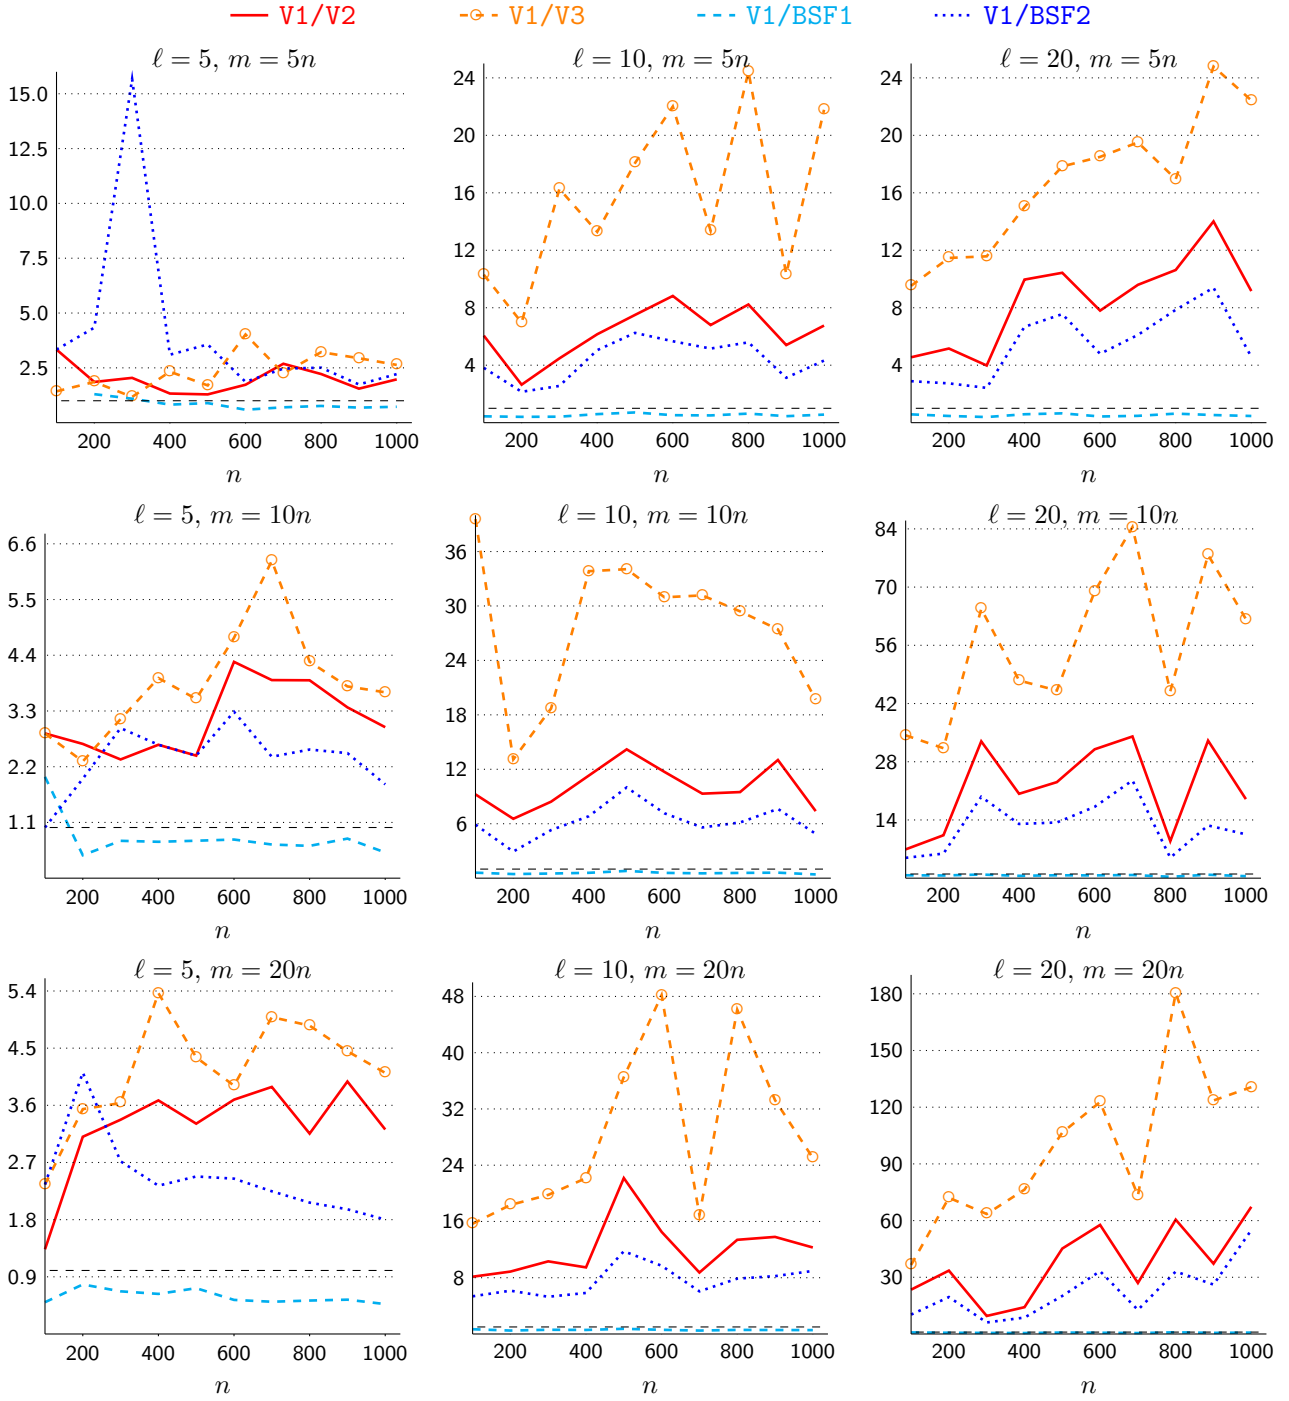 V1/V2 V1/V3 V1/BSF1 V1/BSF2
ℓ = 5, m = 5n
15.0
12.5
10.0
7.5
5.0
2.5
200 400 600 800 1000
n
ℓ = 10, m = 5n
24
20
16
12
8
4
200 400 600 800 1000
n
ℓ = 20, m = 5n
24
20
16
12
8
4
200 400 600 800 1000
n
ℓ = 5, m = 10n
6.6
5.5
4.4
3.3
2.2
1.1
200 400 600 800 1000
n
ℓ = 10, m = 10n
36
30
24
18
12
6
200 400 600 800 1000
n
ℓ = 20, m = 10n
84
70
56
42
28
14
200 400 600 800 1000
n
ℓ = 5, m = 20n
5.4
4.5
3.6
2.7
1.8
0.9
200 400 600 800 1000
n
ℓ = 10, m = 20n
48
40
32
24
16
8
200 400 600 800 1000
n
ℓ = 20, m = 20n
180
150
120
90
60
30
200 400 600 800 1000
n